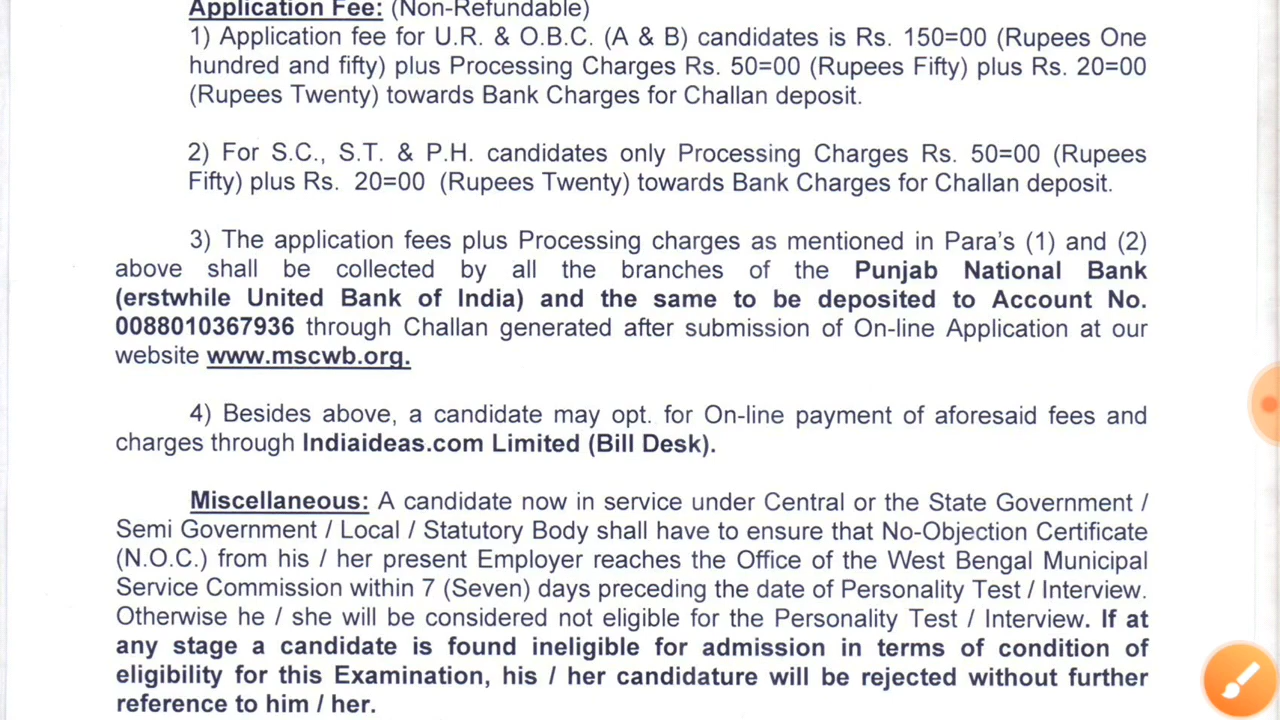 Application Fee: (Non-Refundable)
1) Application fee for U.R. & O.B.C. (A & B) candidates is Rs. 150=00 (Rupees One
hundred and fifty) plus Processing Charges Rs. 50=00 (Rupees Fifty) plus Rs. 20=00
(Rupees Twenty) towards Bank Charges for Challan deposit.
2) For S.C., S.T. & P.H. candidates only Processing Charges Rs. 50=00 (Rupees
Fifty) plus Rs. 20=00 (Rupees Twenty) towards Bank Charges for Challan deposit.
3) The application fees plus Processing charges as mentioned in Para's (1) and (2)
above shall be collected by all the branches of the Punjab National Bank
(erstwhile United Bank of India) and the same to be deposited to Account No.
0088010367936 through Challan generated after submission of On-line Application at our
website www.mscwb.org.
4) Besides above, a candidate may opt. for On-line payment of aforesaid fees and
charges through Indiaideas.com Limited (Bill Desk).
Miscellaneous: A candidate now in service under Central or the State Government /
Semi Government / Local / Statutory Body shall have to ensure that No-Objection Certificate
(N.O.C.) from his / her present Employer reaches the Office of the West Bengal Municipal
Service Commission within 7 (Seven) days preceding the date of Personality Test / Interview.
Otherwise he / she will be considered not eligible for the Personality Test / Interview. If at
any stage a candidate is found ineligible for admission in terms of condition of
eligibility for this Examination, his / her candidature will be rejected without further
reference to him / her.